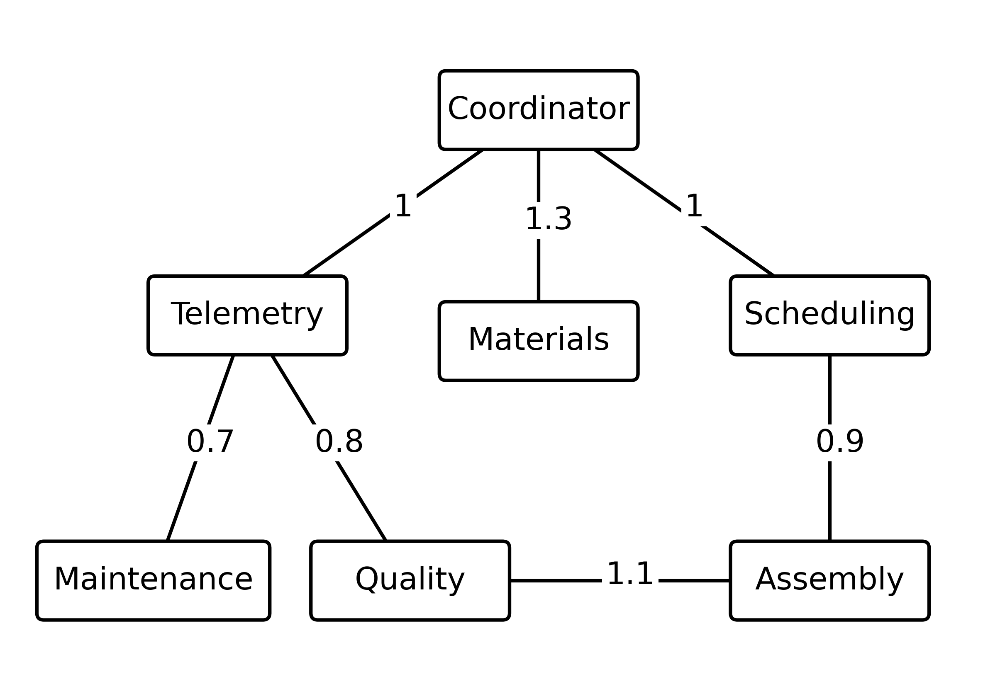 Coordinator
1
1.3
1
Telemetry
Materials
Scheduling
0.7
0.8
0.9
Maintenance
Quality
1.1
Assembly